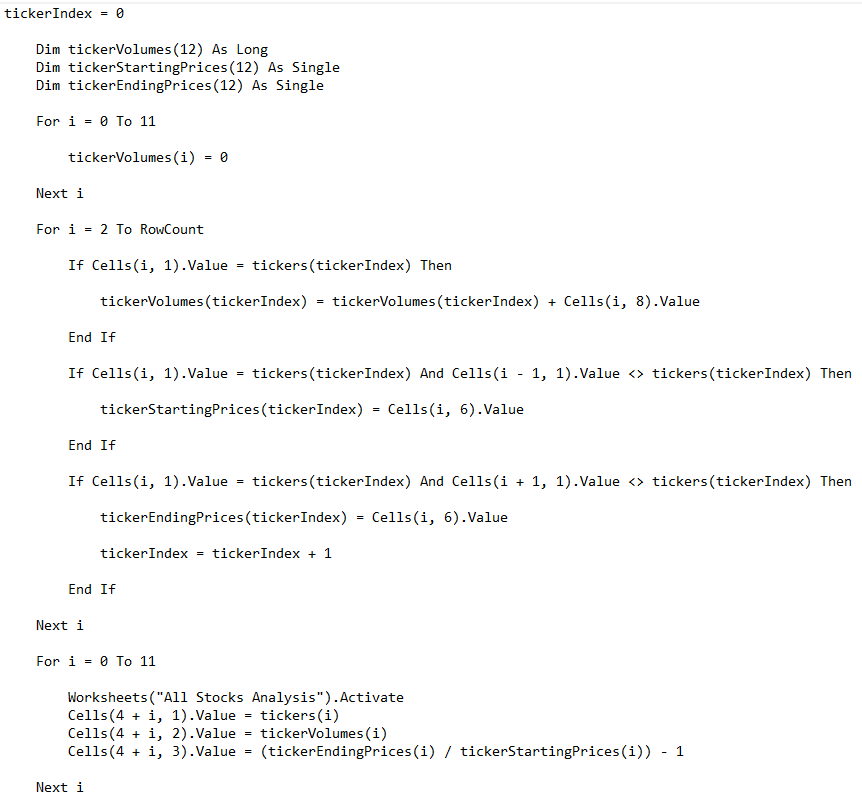 tickerIndex = 0
Dim tickerVolumes(12) As Long
Dim tickerStartingPrices(12) As Single
Dim tickerEndingPrices(12) As Single
For i = 0 To 11
tickerVolumes(i) = 0
Next i
For i = 2 To RowCount
If Cells(i, 1).Value = tickers(tickerIndex) Then
tickerVolumes(tickerIndex) = tickerVolumes(tickerIndex) + Cells(i, 8).Value
End If
If Cells(i, 1).Value = tickers(tickerIndex) And Cells(i - 1, 1).Value <> tickers(tickerIndex) Then
tickerStartingPrices(tickerIndex) = Cells(i, 6).Value
End If
If Cells(i, 1).Value = tickers(tickerIndex) And Cells(i + 1, 1).Value <> tickers(tickerIndex) Then
tickerEndingPrices(tickerIndex) = Cells(i, 6).Value
tickerIndex = tickerIndex + 1
End If
Next i
For i = 0 To 11
Worksheets("All Stocks Analysis").Activate
Cells(4 + i, 1).Value = tickers(i)
Cells(4 + i, 2).Value = tickerVolumes(i)
Cells(4 + i, 3).Value = (tickerEndingPrices(i) / tickerStartingPrices(i)) - 1
Next i